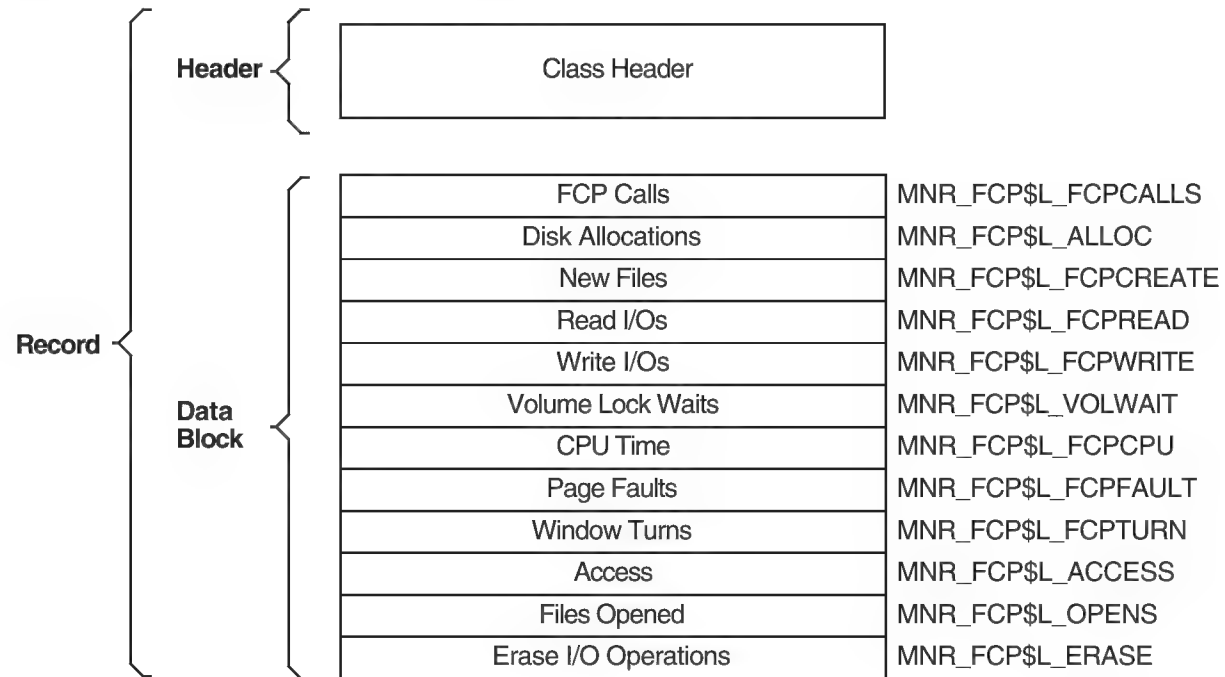 Header
Class Header
FCP Calls MNR_FCP$L_FCPCALLS
Disk Allocations MNR_FCP$L_ALLOC
New Files MNR_FCP$L_FCPCREATE
Read I/Os MNR_FCP$L_FCPREAD
Record
Write I/Os MNR_FCP$L_FCPWRITE
Data
Block
Volume Lock Waits MNR_FCP$L_VOLWAIT
CPU Time MNR_FCP$L_FCPCPU
Page Faults MNR_FCP$L_FCPFAULT
Window Turns MNR_FCP$L_FCPTURN
Access MNR_FCP$L_ACCESS
Files Opened MNR_FCP$L_OPENS
Erase I/O Operations MNR_FCP$L_ERASE